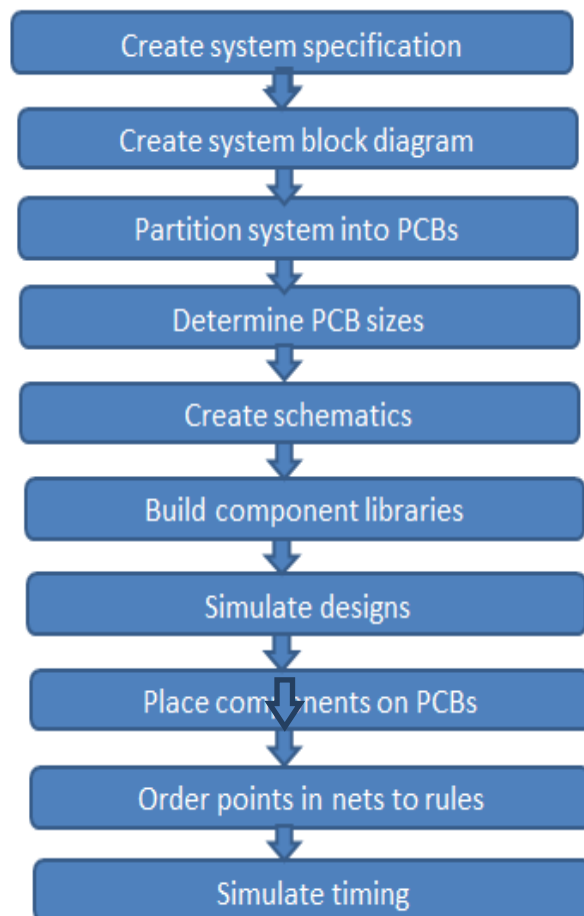 Create system specification
Create system block diagram
Partition system into PCBs
Determine PCB sizes
Create schematics
Build component libraries
Simulate designs
Place components on PCBs
Order points in nets to rules
Simulate timing